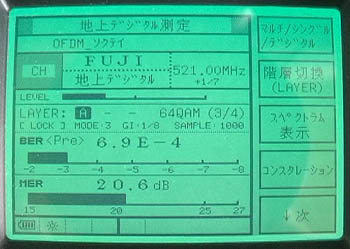 地上ﾃﾞｼﾞﾀﾙ測定
OFDM_ｿｸﾃｲ
CH
FUJI
地上ﾃﾞｼﾞﾀﾙ
521.00MHz
+1/7
LEVEL
LAYER: A - - 64QAM (3/4)
[ LOCK ] MODE:3 GI:1/8 SAMPLE:1000
BER <Pre> 6.9E-4
-2 -3 -4 -5 -6 -7 -8
MER 20.6dB
15 20 25 27
ﾏﾙﾁ/ｼﾝｸﾞﾙ
/ﾃﾞｼﾞﾀﾙ
階層切換
(LAYER)
ｽﾍﾟｸﾄﾗﾑ
表示
ｺﾝｽﾀﾚｰｼｮﾝ
↓次